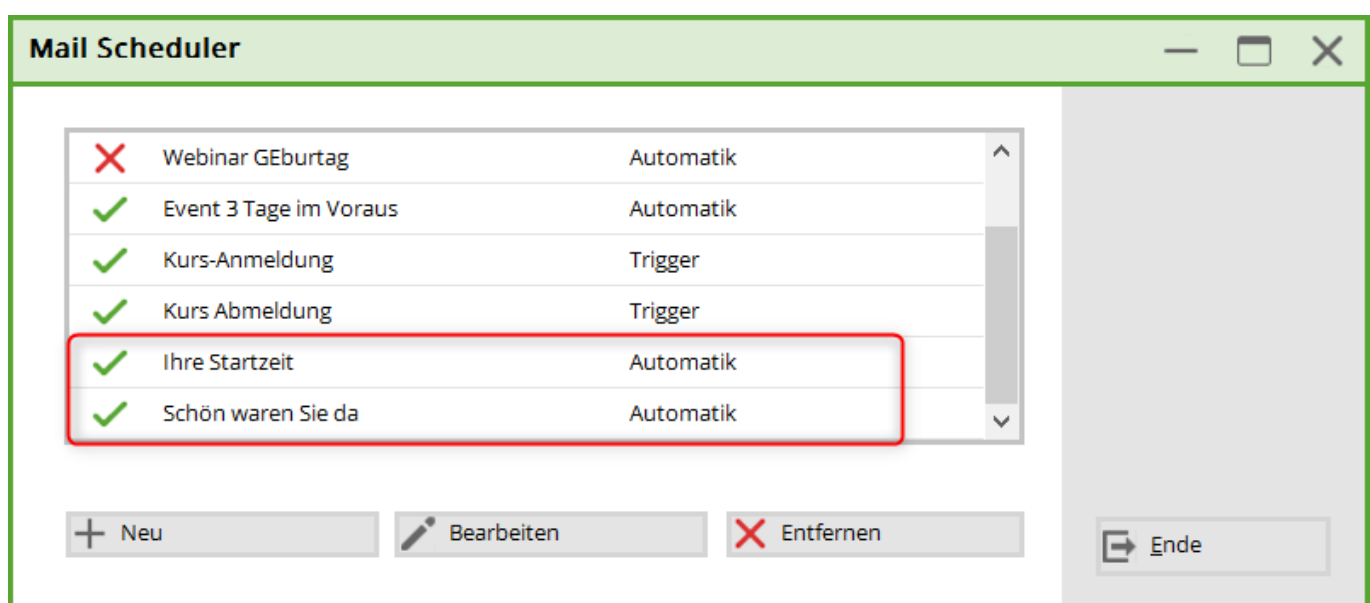 Mail Scheduler
Webinar GEburtag Automatik
Event 3 Tage im Voraus Automatik
Kurs-Anmeldung Trigger
Kurs Abmeldung Trigger
Ihre Startzeit Automatik
Schön waren Sie da Automatik
Neu Bearbeiten Entfernen
Ende